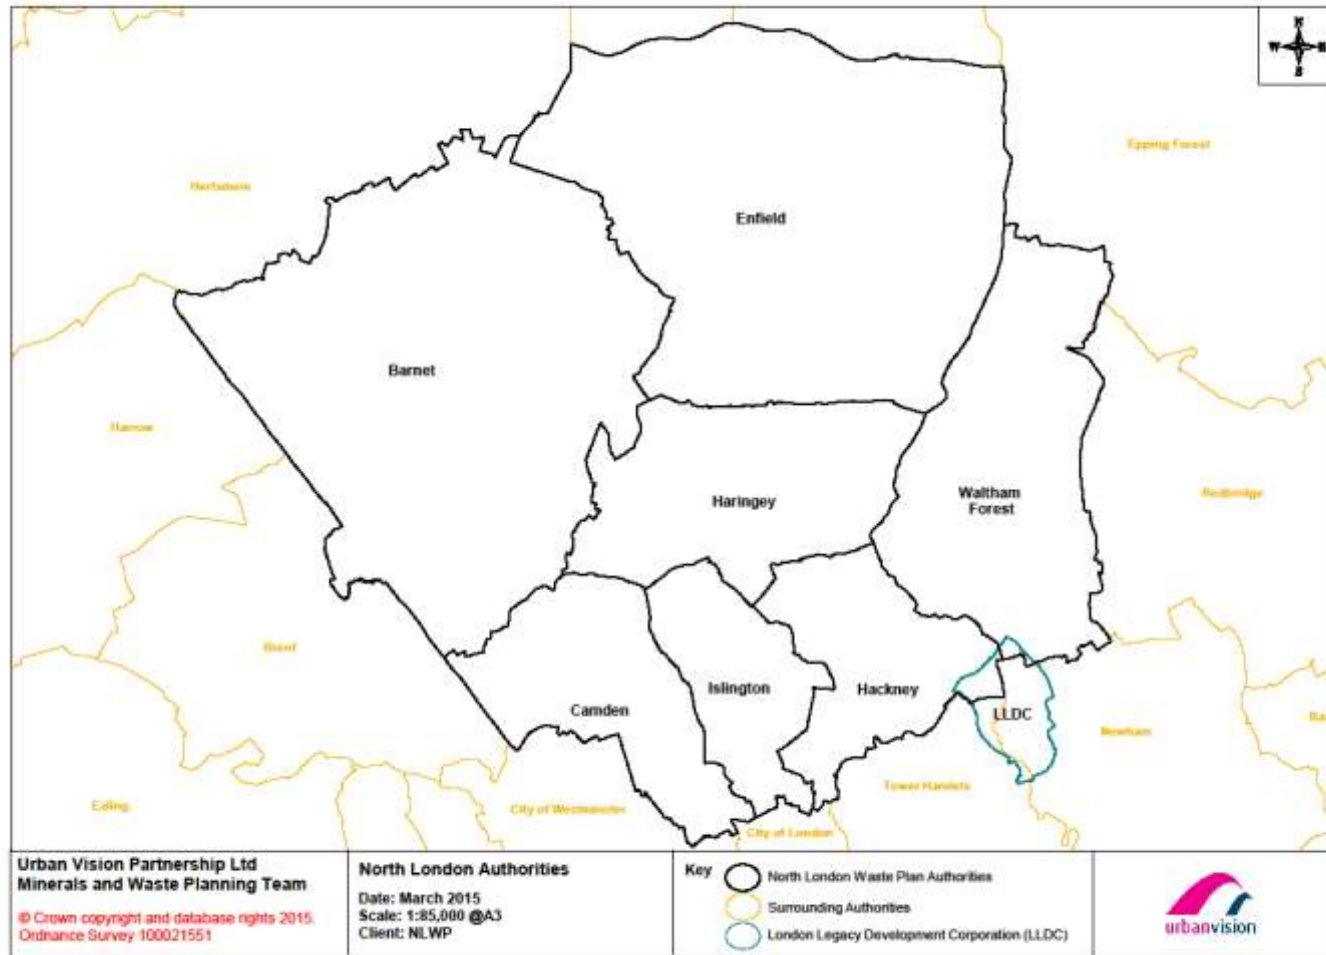 N
W E
S
Epping Forest
Hertsmere
Enfield
Barnet
Harrow
Haringey
Waltham
Forest
Redbridge
Brent
Islington
Hackney
Camden
LLDC
Newham
Tower Hamlets
Ealing
City of Westminster
City of London
Urban Vision Partnership Ltd
Minerals and Waste Planning Team
© Crown copyright and database rights 2015.
Ordnance Survey 100021551
North London Authorities
Date: March 2015
Scale: 1:85,000 @A3
Client: NLWP
Key
North London Waste Plan Authorities
Surrounding Authorities
London Legacy Development Corporation (LLDC)
urbanvision